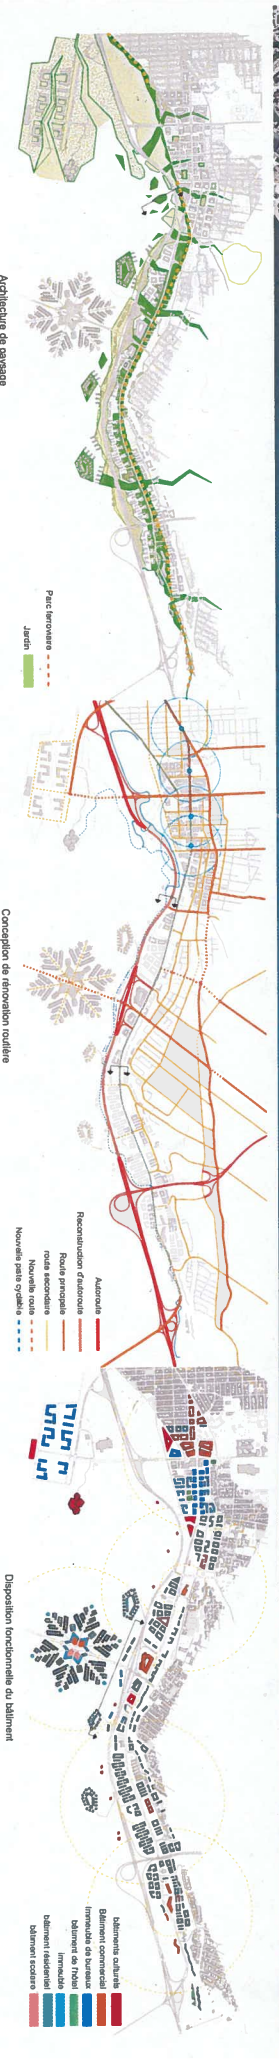 Architecture de paysage
Parc ferroviaire
Jardin
Conception de rénovation routière
Autoroute
Reconstruction d'autoroute
Route principale
route secondaire
Nouvelle route
Nouvelle piste cyclable
Disposition fonctionnelle du bâtiment
bâtiments culturels
Bâtiment commercial
Immeuble de bureaux
bâtiment de l'hôtel
immeuble
bâtiment résidentiel
bâtiment scolaire